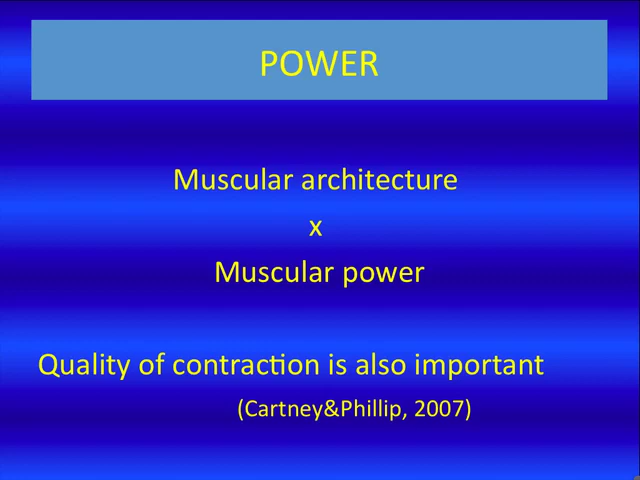 POWER
Muscular architecture
x
Muscular power
Quality of contraction is also important
(Cartney&Phillip, 2007)